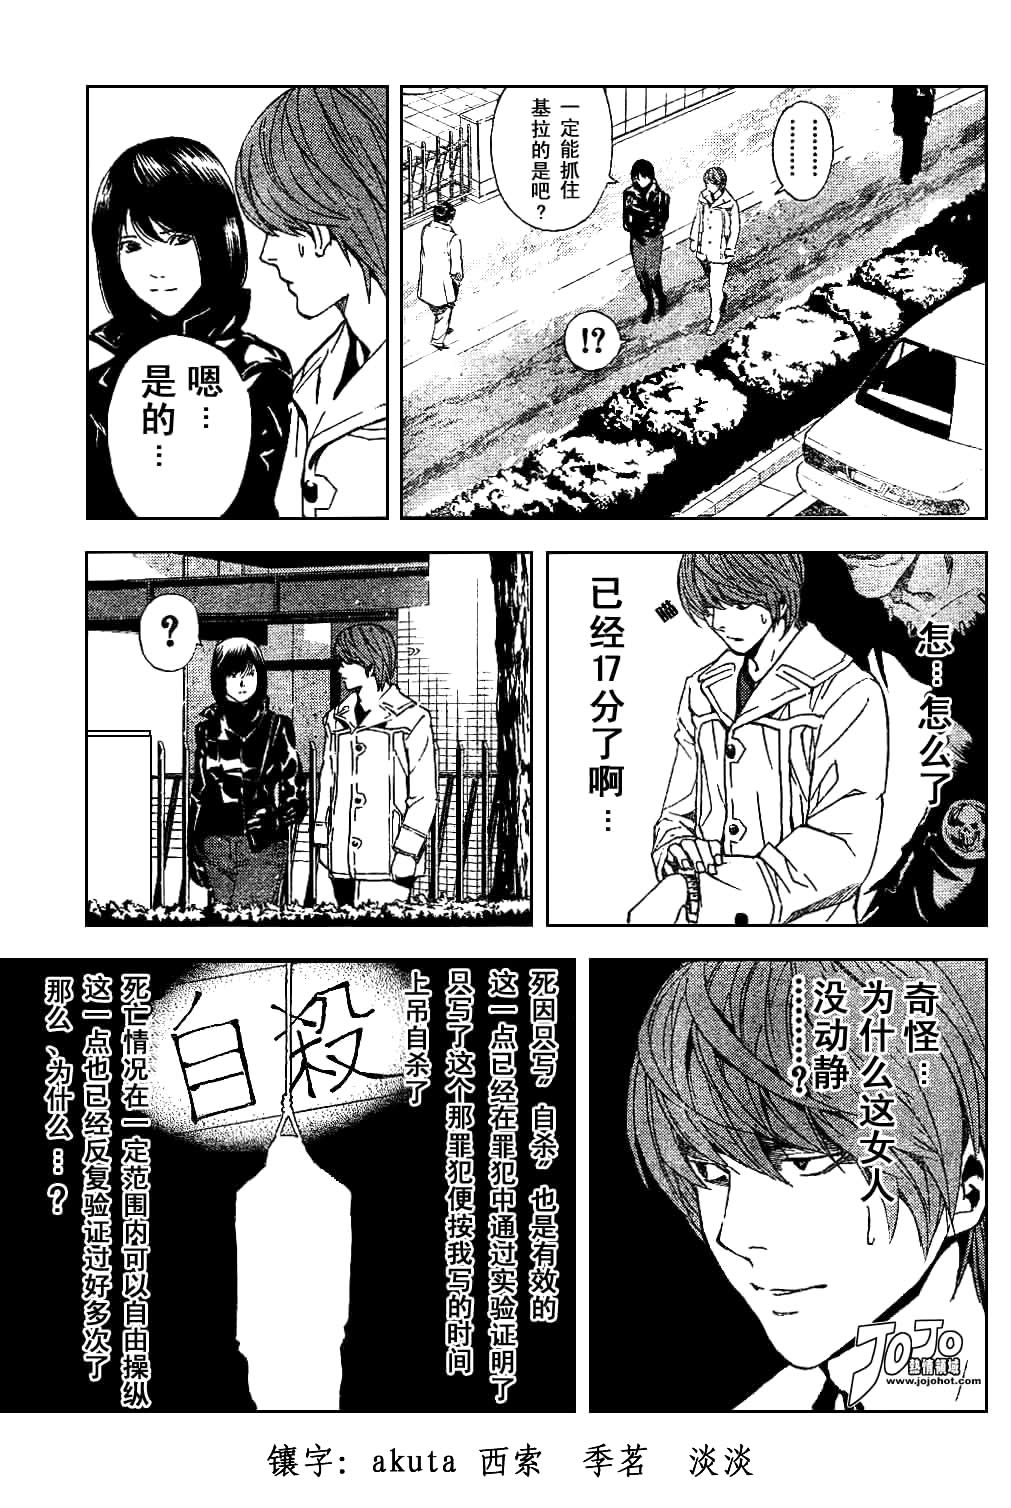 ………
………
一定能抓住
基拉的是吧？
!?
嗯…
是的…
怎…怎么了
已经17分了啊…
？
奇怪…
为什么这女人
没动静
………？
死因只写”自杀”也是有效的
这一点已经在罪犯中通过实验证明了
只写了这个那罪犯便按我写的时间
上吊自杀了
自殺
死亡情况在一定范围内可以自由操纵
这一点也已经反复验证过好多次了
那么、为什么…？
JOJO
熱情領域
www.jojohot.com
镶字: akuta 西索 季茗 淡淡